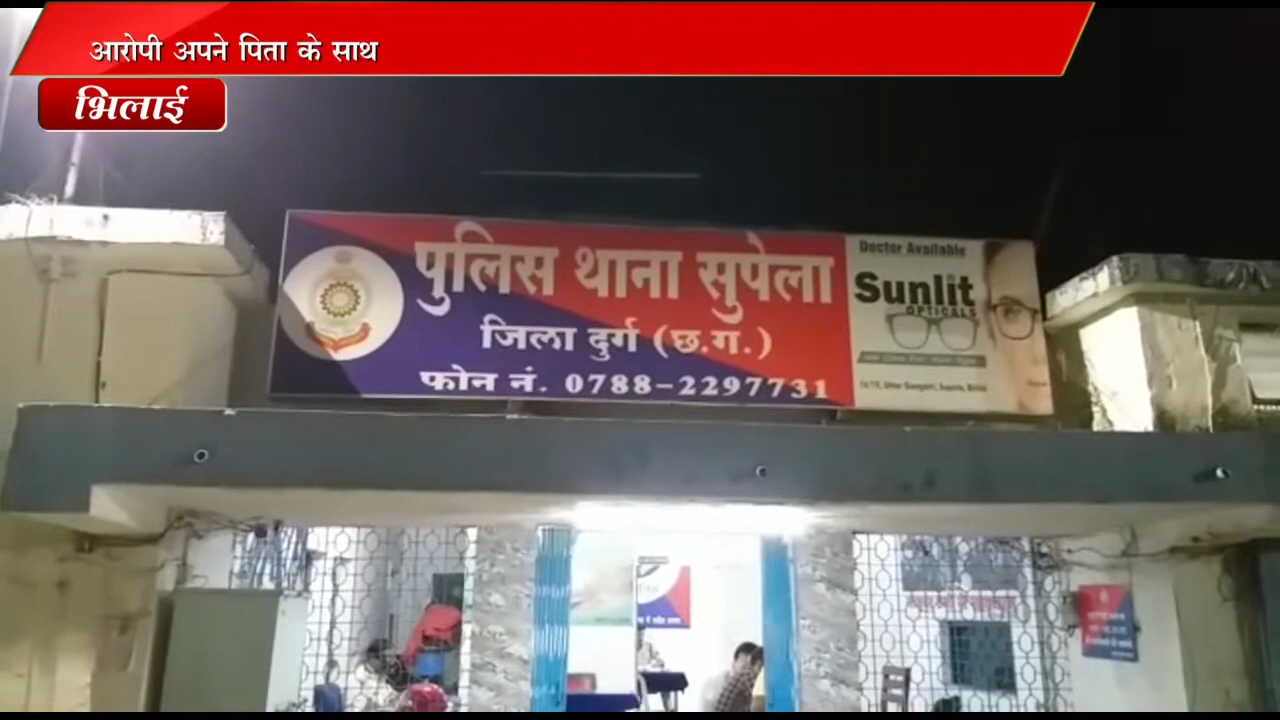 आरोपी अपने पिता के साथ
भिलाई
पुलिस थाना सुपेला
जिला दुर्ग (छ.ग.)
फोन नं. 0788-2297731
Doctor Available
Sunlit
OPTICALS